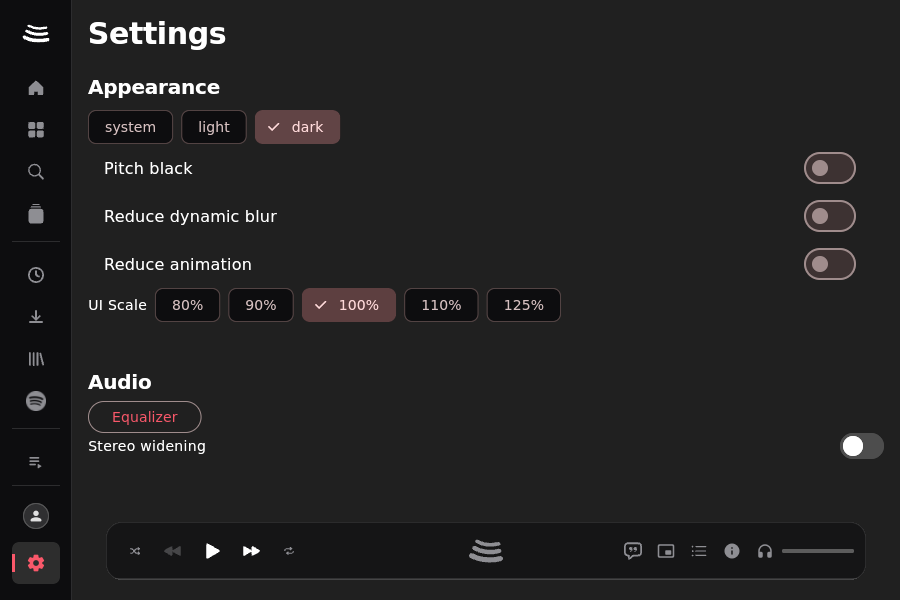 Settings
Appearance
system light dark
Pitch black
Reduce dynamic blur
Reduce animation
UI Scale 80% 90% 100% 110% 125%
Audio
Equalizer
Stereo widening